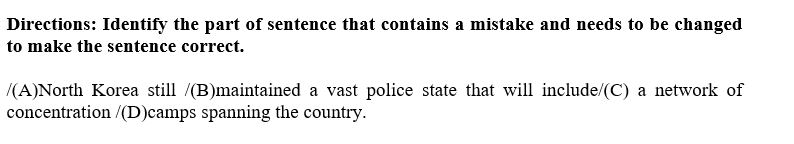 Directions: Identify the part of sentence that contains a mistake and needs to be changed
to make the sentence correct.
/(A)North Korea still /(B)maintained a vast police state that will include/(C) a network of
concentration /(D)camps spanning the country.